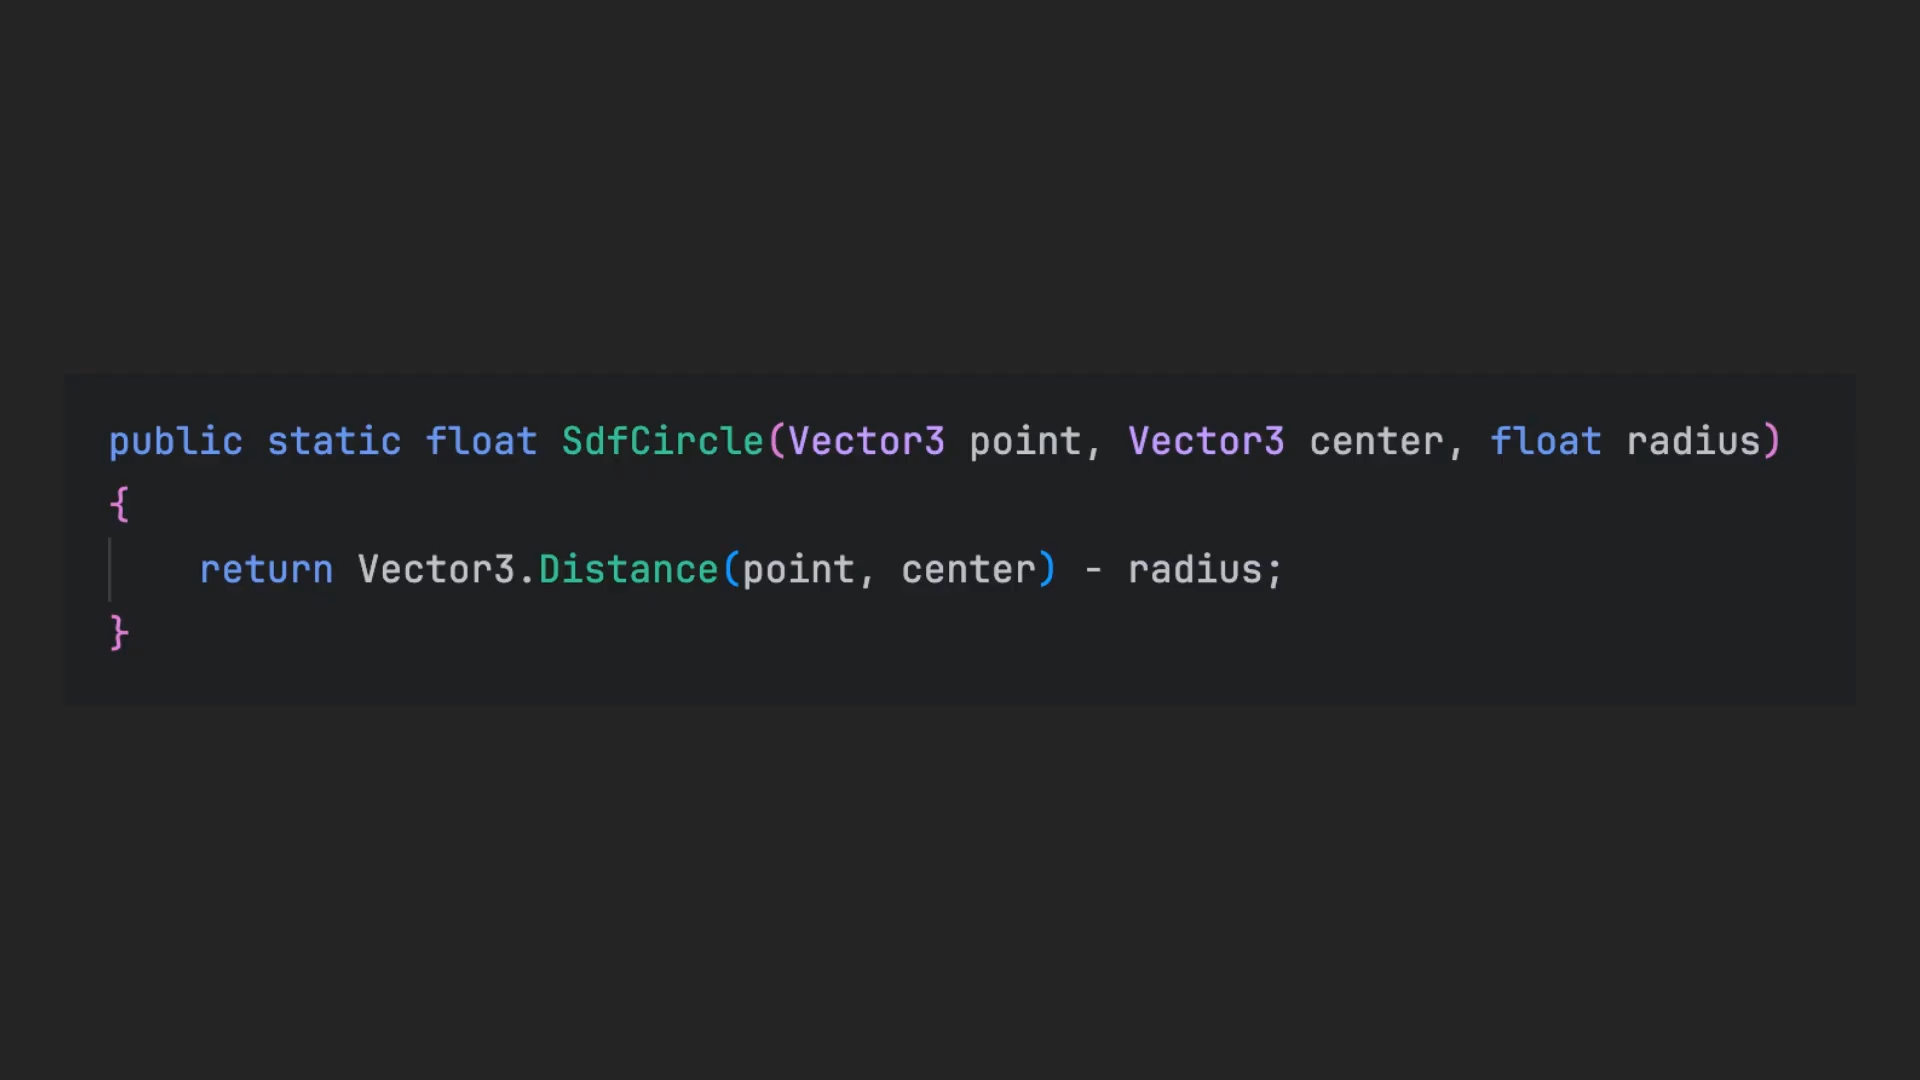 public static float SdfCircle(Vector3 point, Vector3 center, float radius)
{
    return Vector3.Distance(point, center) - radius;
}